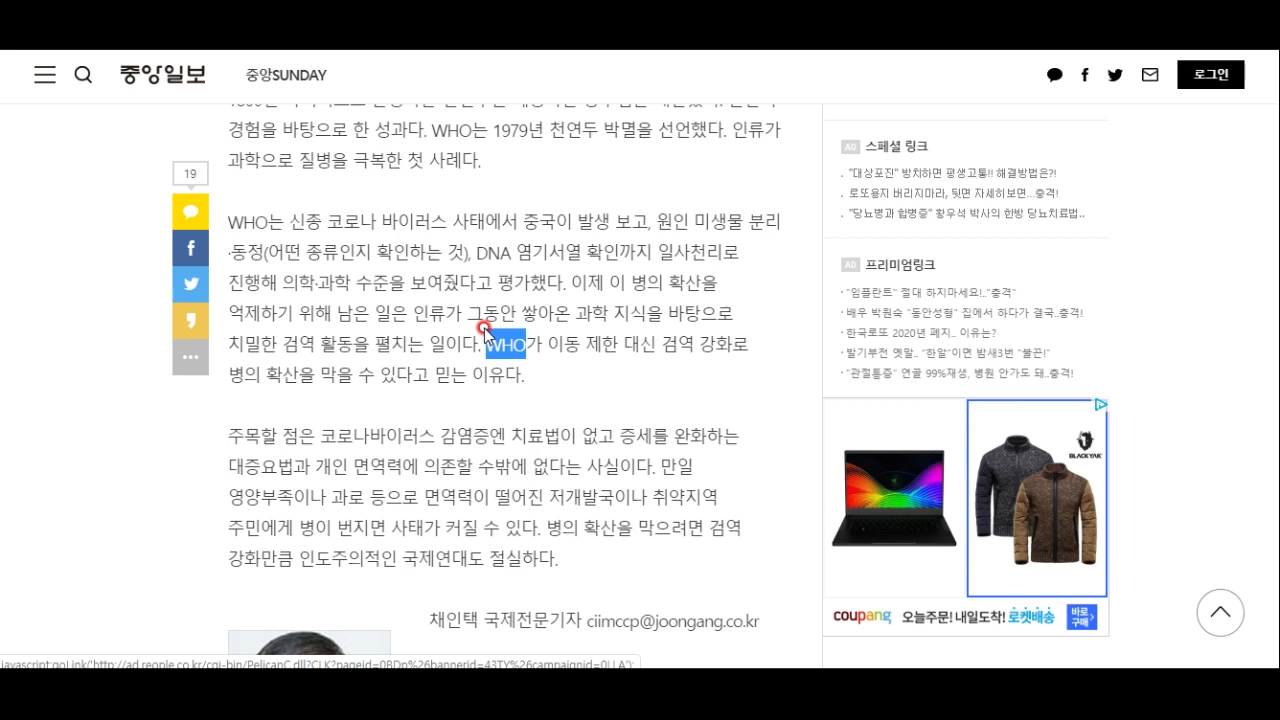 중앙일보
중앙SUNDAY
로그인
경험을 바탕으로 한 성과다. WHO는 1979년 천연두 박멸을 선언했다. 인류가
과학으로 질병을 극복한 첫 사례다.
19
WHO는 신종 코로나 바이러스 사태에서 중국이 발생 보고, 원인 미생물 분리
·동정(어떤 종류인지 확인하는 것), DNA 염기서열 확인까지 일사천리로
진행해 의학·과학 수준을 보여줬다고 평가했다. 이제 이 병의 확산을
억제하기 위해 남은 일은 인류가 그동안 쌓아온 과학 지식을 바탕으로
치밀한 검역 활동을 펼치는 일이다. WHO가 이동 제한 대신 검역 강화로
병의 확산을 막을 수 있다고 믿는 이유다.
주목할 점은 코로나바이러스 감염증엔 치료법이 없고 증세를 완화하는
대증요법과 개인 면역력에 의존할 수밖에 없다는 사실이다. 만일
영양부족이나 과로 등으로 면역력이 떨어진 저개발국이나 취약지역
주민에게 병이 번지면 사태가 커질 수 있다. 병의 확산을 막으려면 검역
강화만큼 인도주의적인 국제연대도 절실하다.
채인택 국제전문기자 ciimccp@joongang.co.kr
AD 스페셜 링크
. "대상포진" 방치하면 평생고통!! 해결방법은?!
. 로또용지 버리지마라, 뒷면 자세히보면...충격!
. "당뇨병과 합병증" 황우석 박사의 한방 당뇨치료법..
AD 프리미엄링크
· "임플란트" 절대 하지마세요!.."충격"
· 배우 박원숙 "동안성형" 집에서 하다가 결국..충격!
· 한국로또 2020년 폐지.. 이유는?
· 발기부전 옛말.. "한알"이면 밤새3번 "불끈!"
· "관절통증" 연골 99%재생, 병원 안가도 돼..충격!
BLACKYAK
coupang 오늘주문! 내일도착! 로켓배송 바로구매
javascript:goLink('http://ad.reople.co.kr/cgi-bin/PelicanC.dll?CLK?pageid=0BDp%26bannerid=43TY%26campaignid=0LLA');